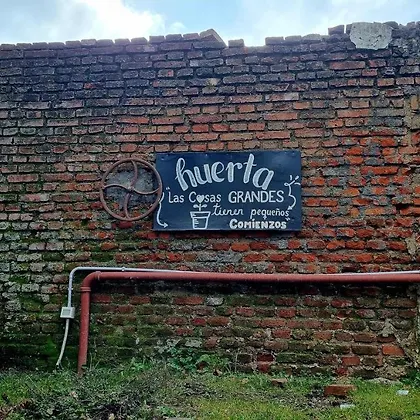 huerta
"Las Cosas GRANDES
tienen pequeños
COMIENZOS